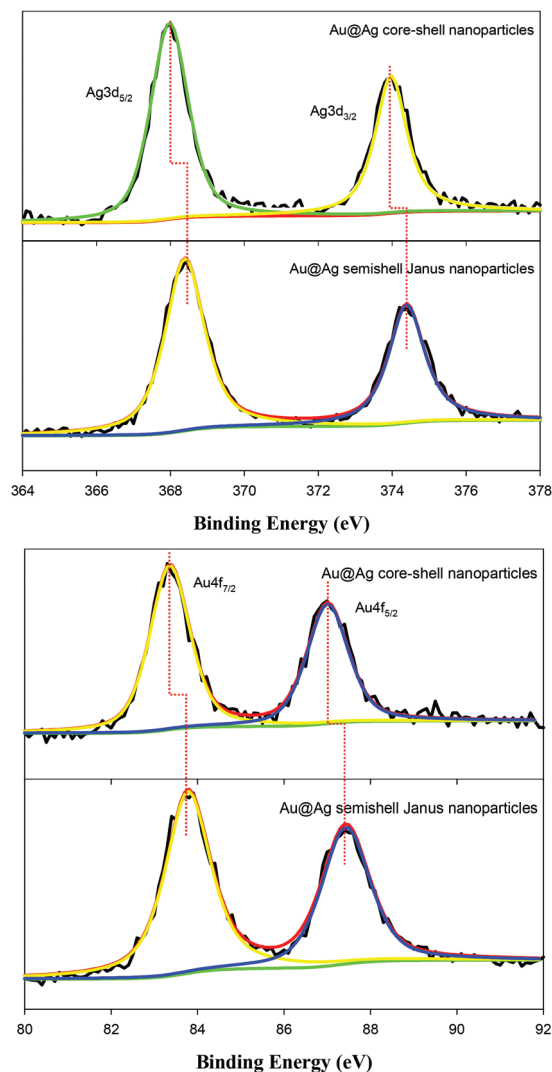 Au@Ag core-shell nanoparticles
Ag3d5/2
Ag3d3/2
Au@Ag semishell Janus nanoparticles
364 366 368 370 372 374 376 378
Binding Energy (eV)
Au@Ag core-shell nanoparticles
Au4f7/2
Au4f5/2
Au@Ag semishell Janus nanoparticles
80 82 84 86 88 90 92
Binding Energy (eV)